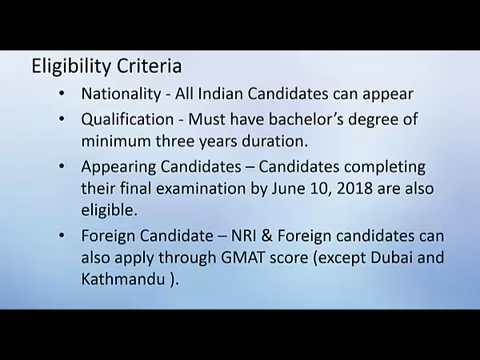 Eligibility Criteria
• Nationality - All Indian Candidates can appear
• Qualification - Must have bachelor's degree of
minimum three years duration.
• Appearing Candidates – Candidates completing
their final examination by June 10, 2018 are also
eligible.
• Foreign Candidate – NRI & Foreign candidates can
also apply through GMAT score (except Dubai and
Kathmandu ).